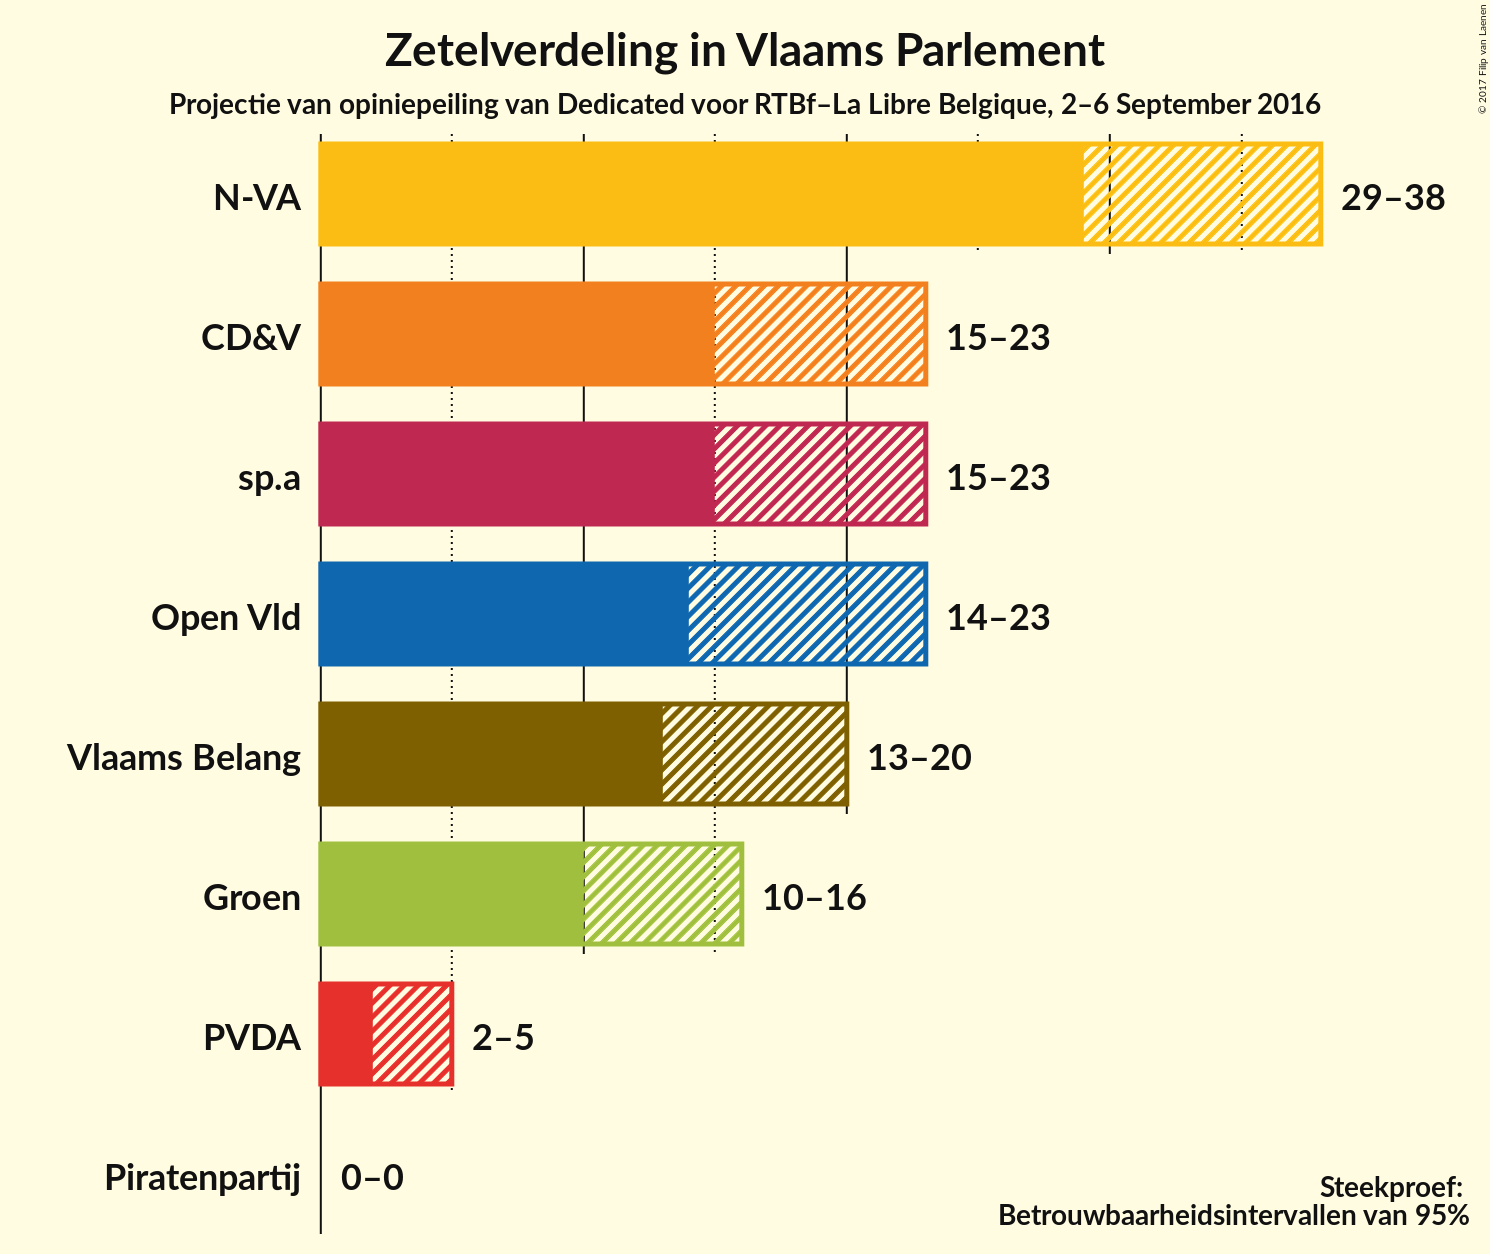 Zetelverdeling in Vlaams Parlement
Projectie van opiniepeiling van Dedicated voor RTBf–La Libre Belgique, 2–6 September 2016
© 2017 Filip van Laenen
N-VA 29–38
CD&V 15–23
sp.a 15–23
Open Vld 14–23
Vlaams Belang 13–20
Groen 10–16
PVDA 2–5
Piratenpartij 0–0
Steekproef:
Betrouwbaarheidsintervallen van 95%